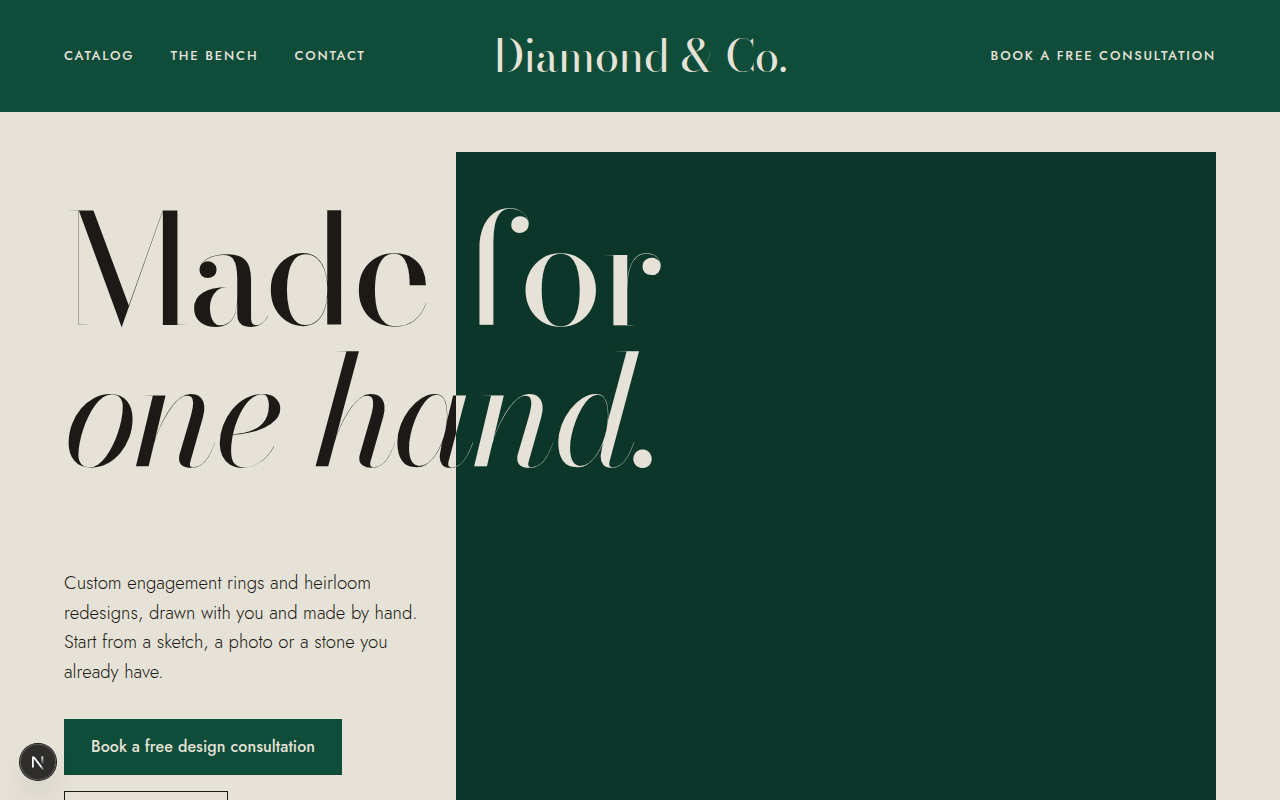 CATALOG THE BENCH CONTACT
Diamond & Co.
BOOK A FREE CONSULTATION
Made for
one hand.
Custom engagement rings and heirloom
redesigns, drawn with you and made by hand.
Start from a sketch, a photo or a stone you
already have.
Book a free design consultation
N